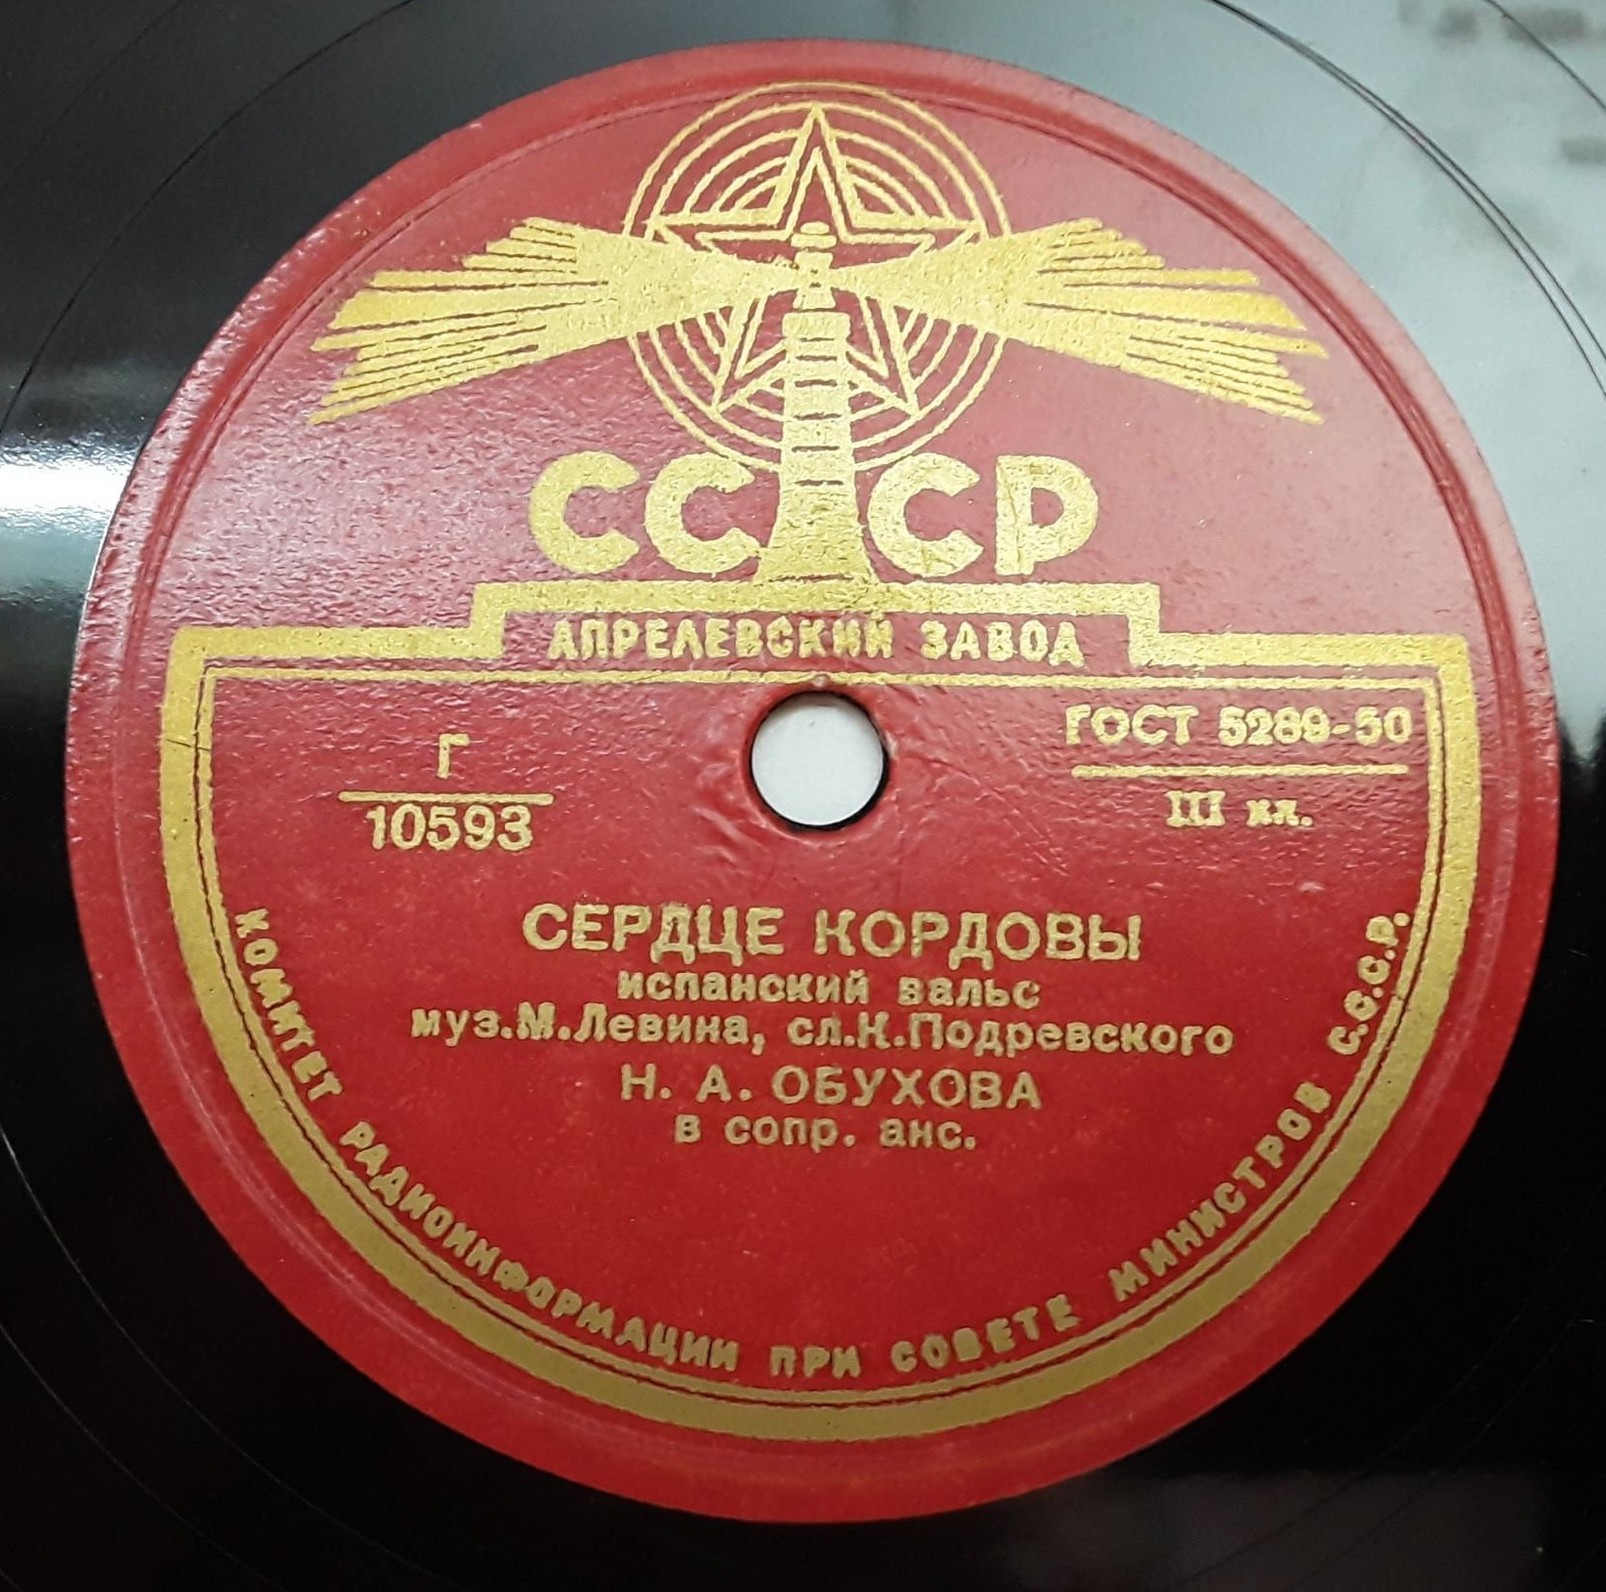 СССР
АПРЕЛЕВСКИЙ ЗАВОД
Г
10593
ГОСТ 5289-50
III кл.
СЕРДЦЕ КОРДОВЫ
испанский вальс
муз.М.Левина, сл.К.Подревского
Н. А. ОБУХОВА
в сопр. анс.
КОМИТЕТ РАДИОИНФОРМАЦИИ ПРИ СОВЕТЕ МИНИСТРОВ С.С.С.Р.